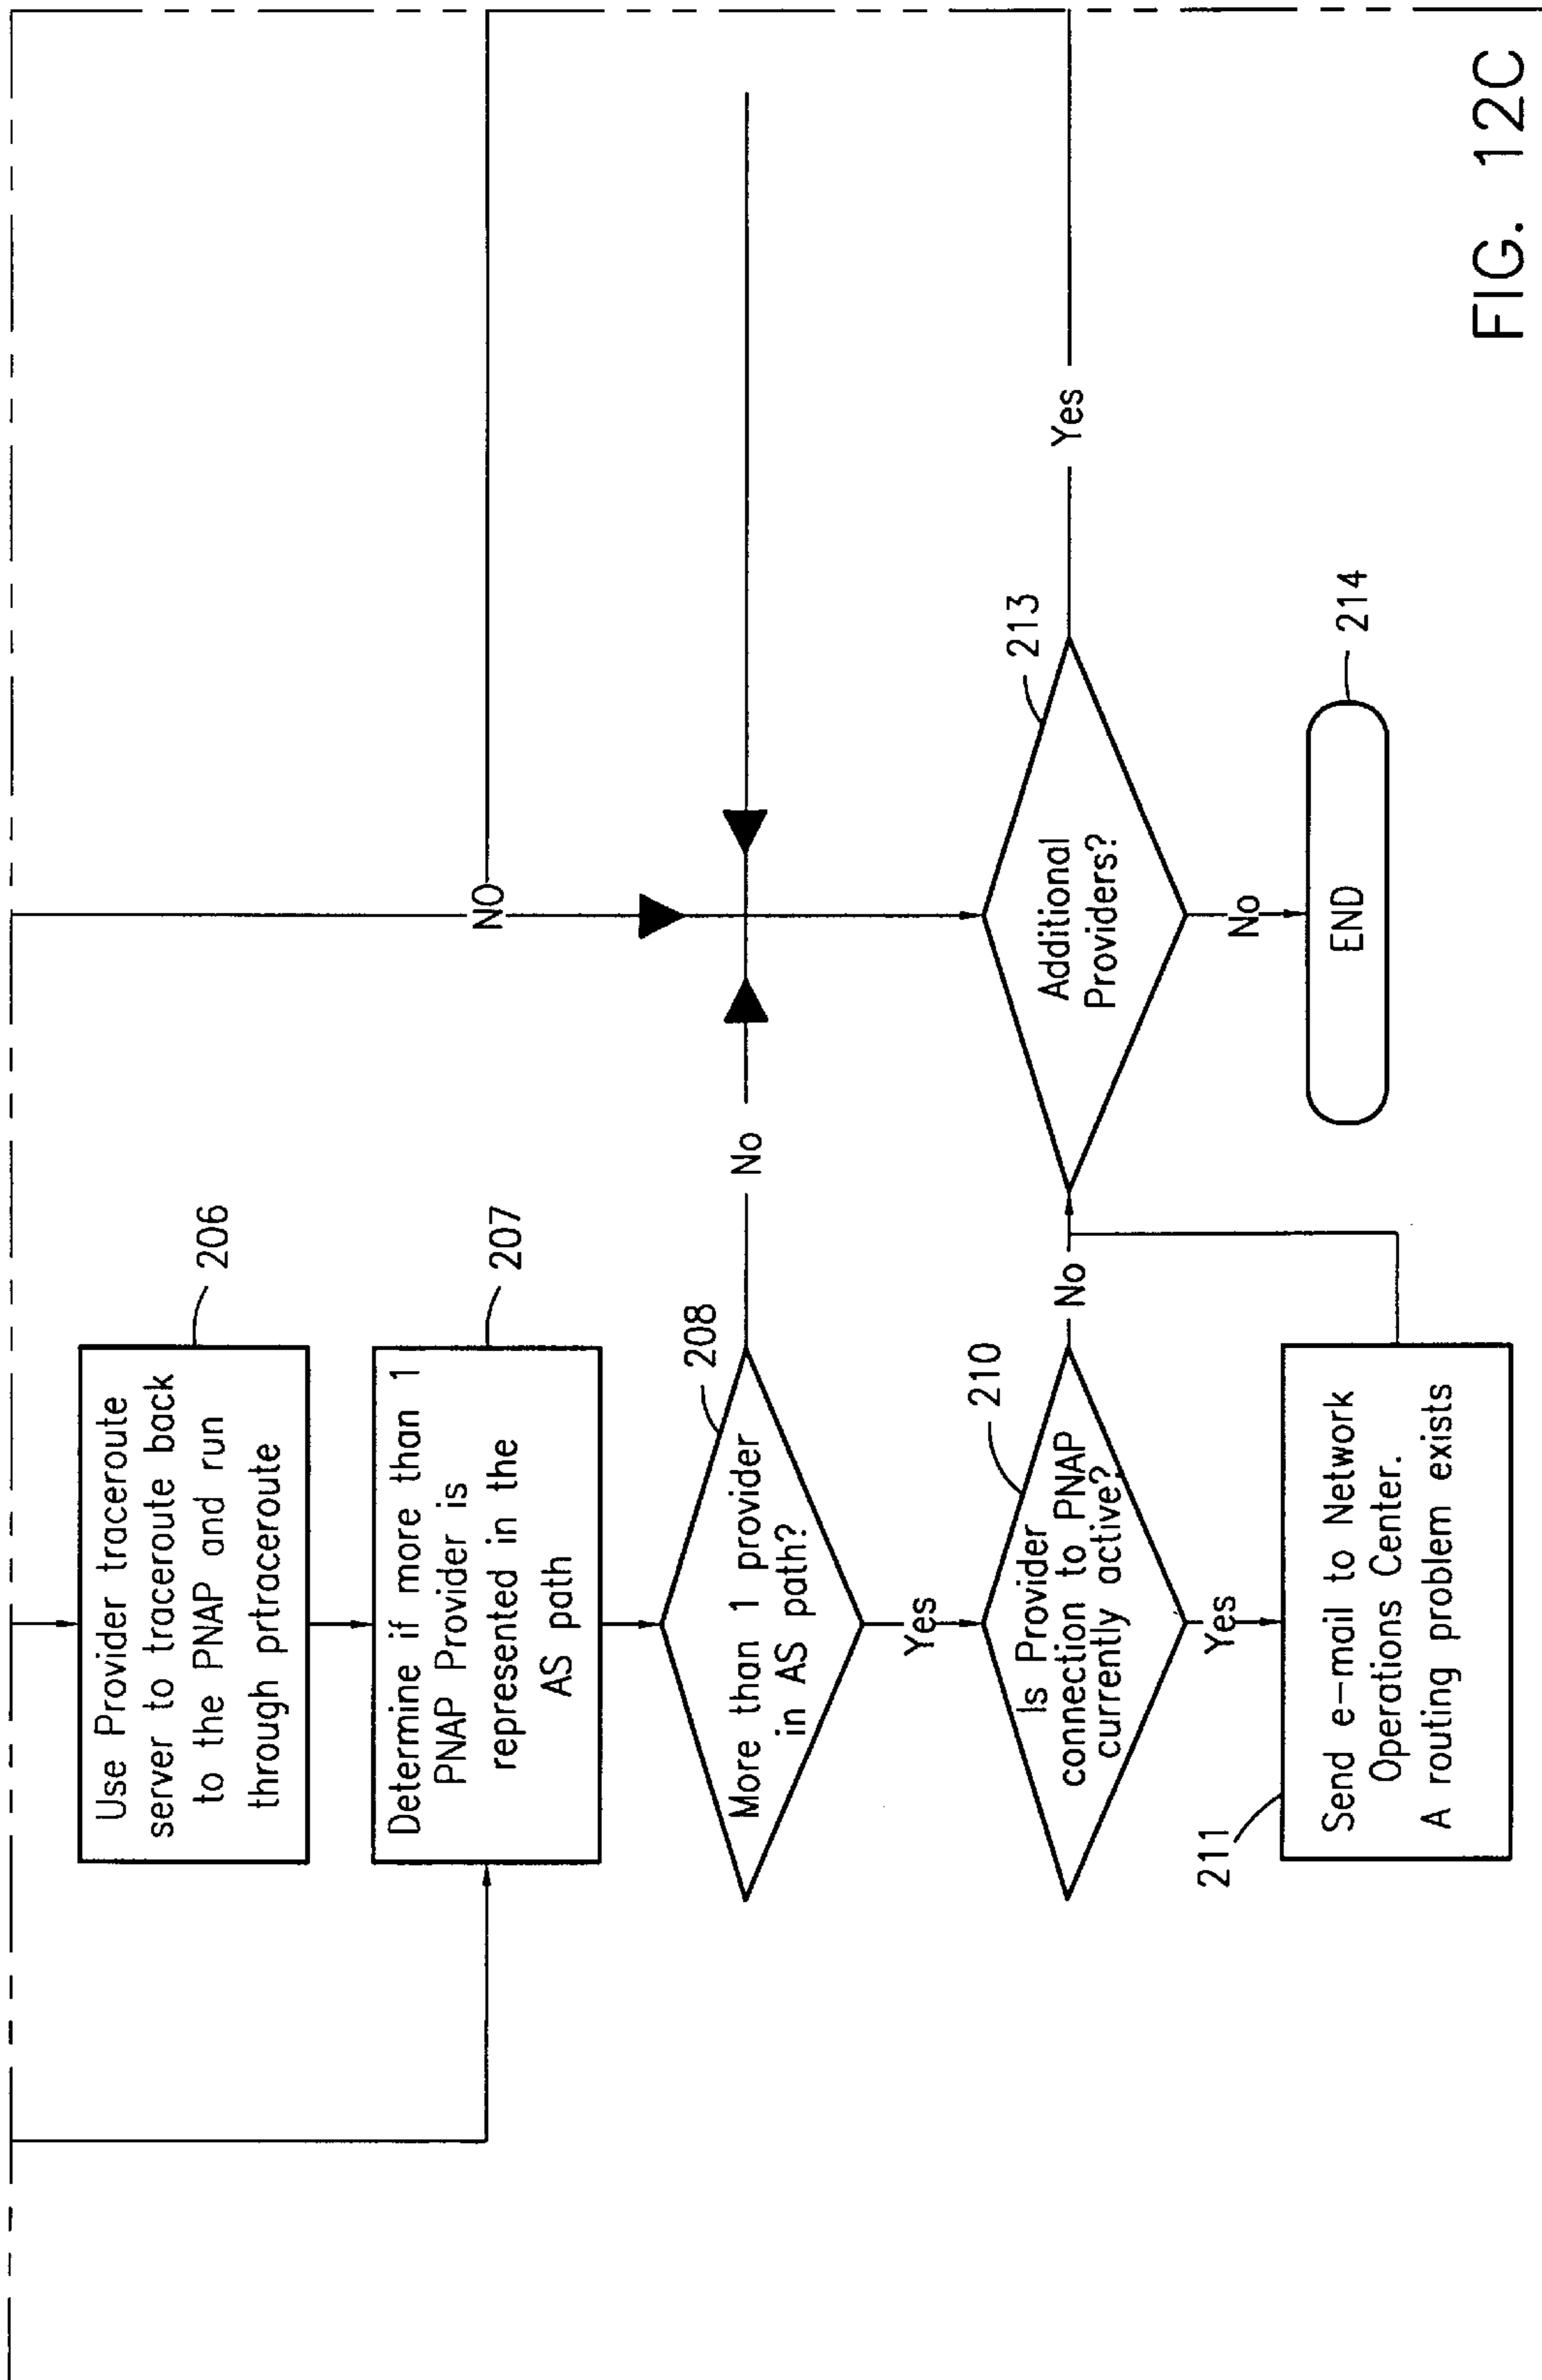 Use Provider traceroute
server to traceroute back
to the PNAP and run
through prtraceroute
206
Determine if more than 1
PNAP Provider is
represented in the
AS path
207
NO
208
More than 1 provider
in AS path?
No
Yes
210
Is Provider
connection to PNAP
currently active?
No
Yes
213
Additional
Providers?
Yes
No
211
Send e-mail to Network
Operations Center.
A routing problem exists
END
214
FIG. 12C